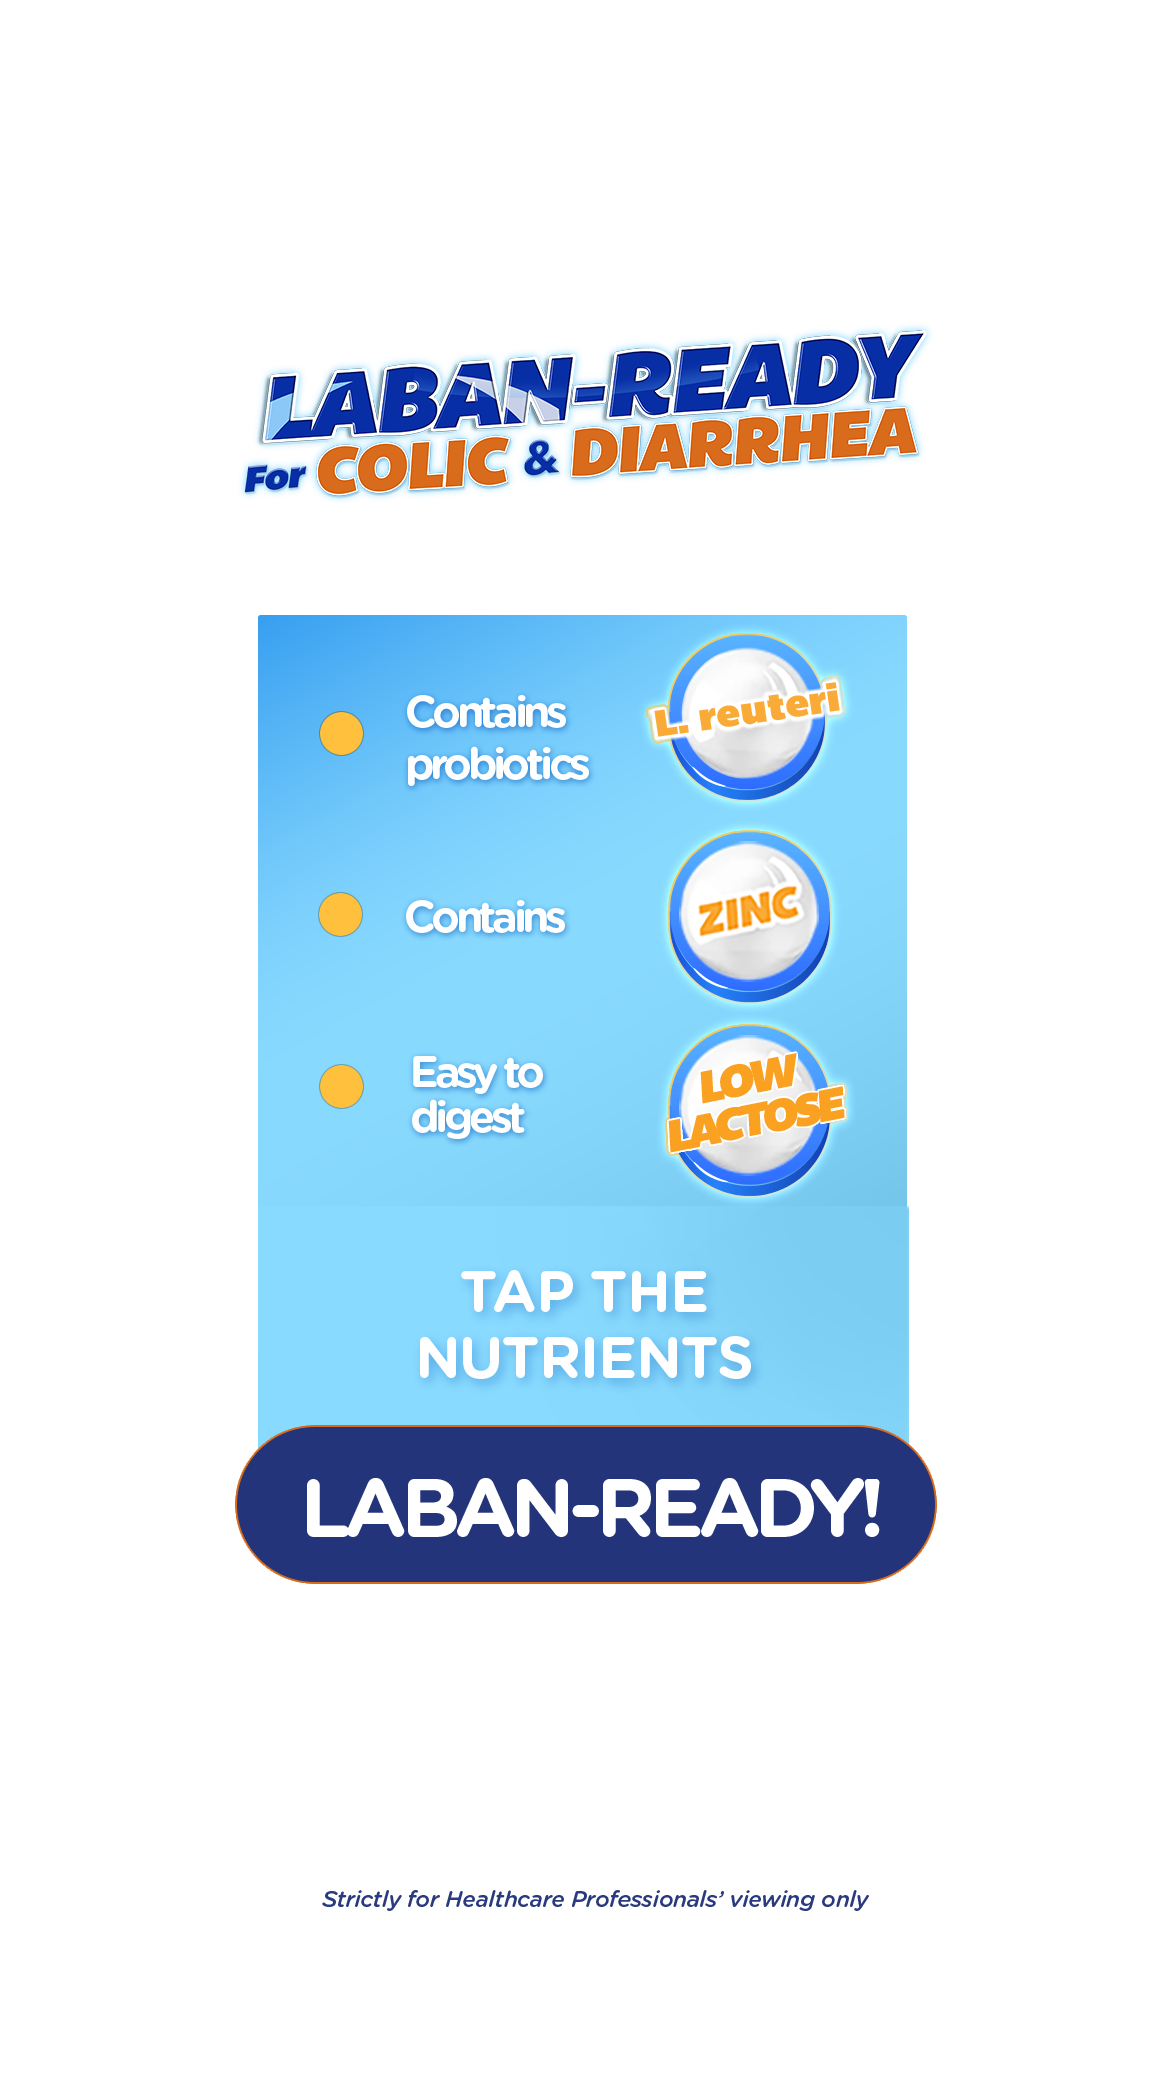 LABAN-READY
For COLIC & DIARRHEA
Contains
probiotics
L. reuteri
Contains
ZINC
Easy to
digest
LOW
LACTOSE
TAP THE
NUTRIENTS
LABAN-READY!
Strictly for Healthcare Professionals’ viewing only